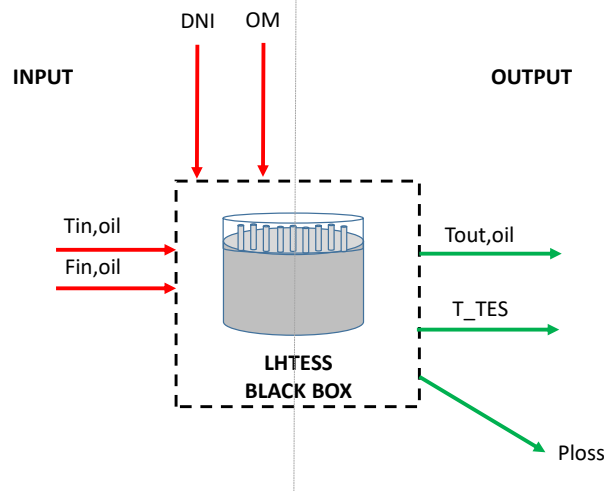 DNI OM
INPUT
OUTPUT
Tin,oil
Fin,oil
Tout,oil
T_TES
LHTESS
BLACK BOX
Ploss